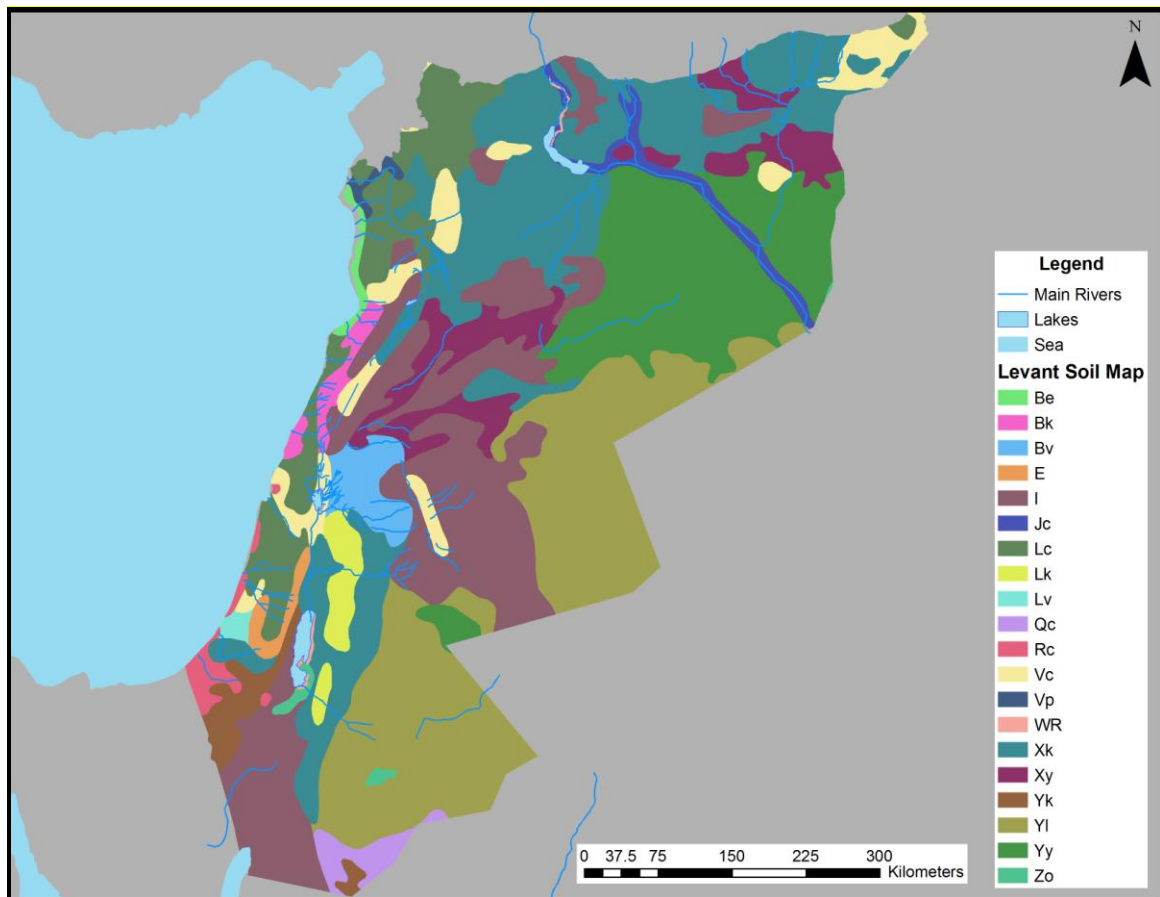 N
Legend
Main Rivers
Lakes
Sea
Levant Soil Map
Be
Bk
Bv
E
I
Jc
Lc
Lk
Lv
Qc
Rc
Vc
Vp
WR
Xk
Xy
Yk
Yl
Yy
Zo
0 37.5 75 150 225 300
Kilometers